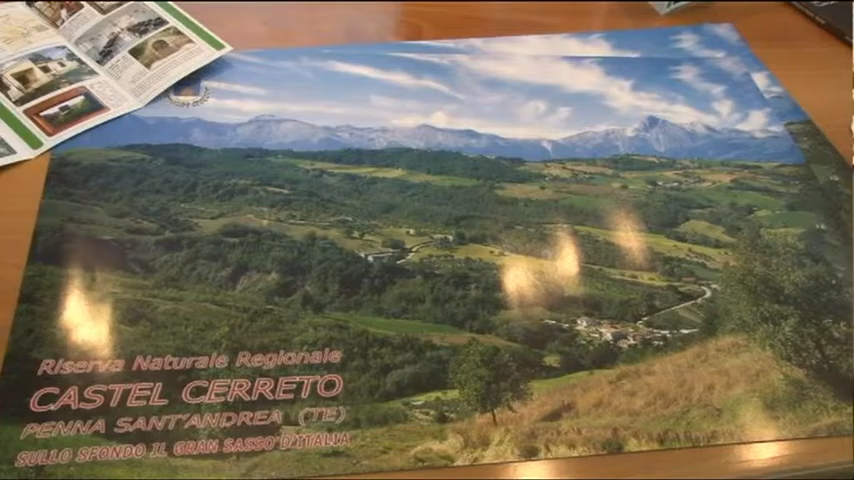 Riserva Naturale Regionale
CASTEL CERRETO
PENNA SANT'ANDREA (TE)
SULLO SFONDO IL GRAN SASSO D'ITALIA